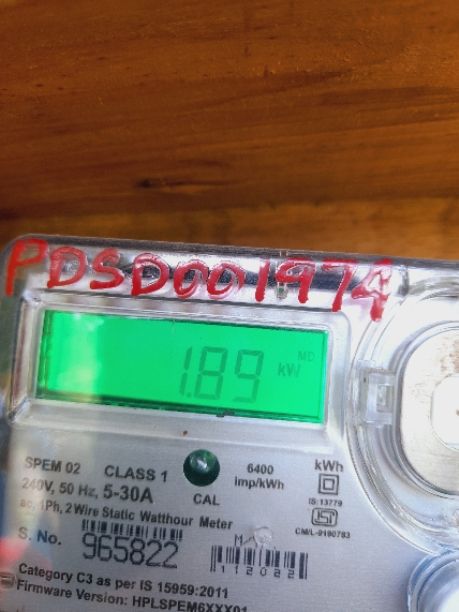 PDSD001974
1.89 kW MD
SPEM 02 CLASS 1 6400 kWh
240V, 50 Hz, 5-30A CAL imp/kWh
IS:13779
ac, 1Ph, 2 Wire Static Watthour Meter
ISI
CM/L-9190783
S. No. 965822
112022
Category C3 as per IS 15959:2011
Firmware Version: HPLSPEM6XXX01